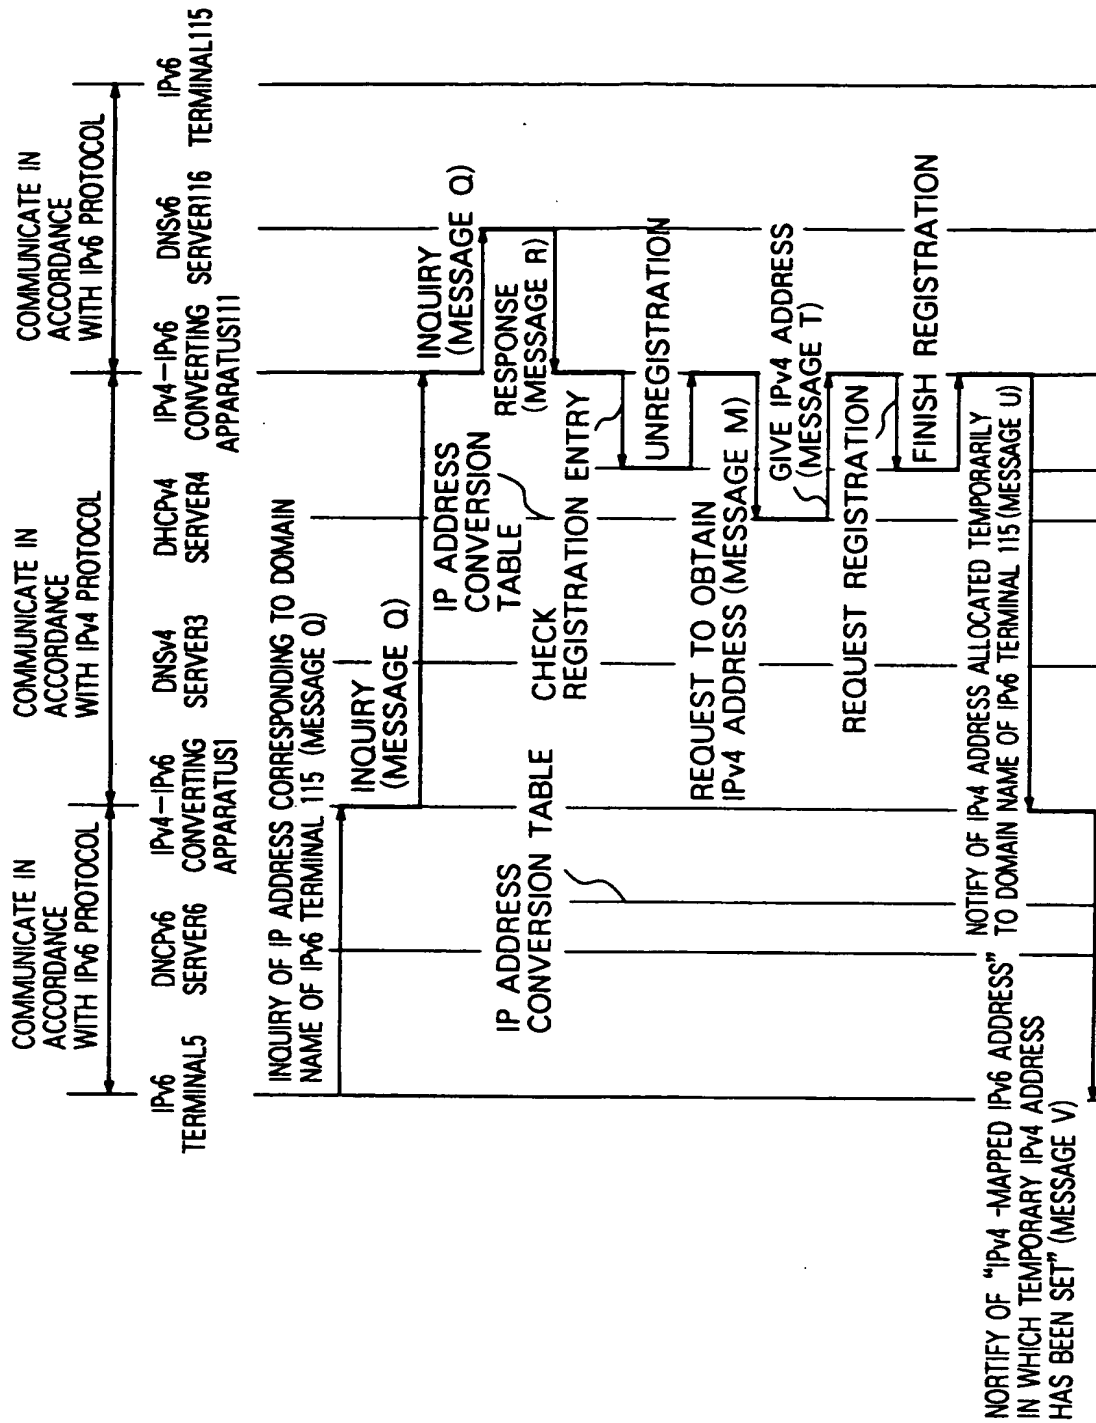 COMMUNICATE IN
ACCORDANCE
WITH IPv6 PROTOCOL
COMMUNICATE IN
ACCORDANCE
WITH IPv4 PROTOCOL
COMMUNICATE IN
ACCORDANCE
WITH IPv6 PROTOCOL
IPv6
TERMINAL5
DNCPv6
SERVER6
IPv4-IPv6
CONVERTING
APPARATUS1
DNSv4
SERVER3
DHCPv4
SERVER4
IPv4-IPv6
CONVERTING
APPARATUS111
DNSv6
SERVER116
IPv6
TERMINAL115
INQUIRY OF IP ADDRESS CORRESPONDING TO DOMAIN
NAME OF IPv6 TERMINAL 115 (MESSAGE Q)
INQUIRY
(MESSAGE Q)
INQUIRY
(MESSAGE Q)
IP ADDRESS
CONVERSION
TABLE
RESPONSE
(MESSAGE R)
IP ADDRESS
CONVERSION TABLE
CHECK
REGISTRATION ENTRY
UNREGISTRATION
REQUEST TO OBTAIN
IPv4 ADDRESS (MESSAGE M)
GIVE IPv4 ADDRESS
(MESSAGE T)
REQUEST REGISTRATION
FINISH REGISTRATION
NOTIFY OF IPv4 ADDRESS ALLOCATED TEMPORARILY
TO DOMAIN NAME OF IPv6 TERMINAL 115 (MESSAGE U)
NORTIFY OF "IPv4 -MAPPED IPv6 ADDRESS"
IN WHICH TEMPORARY IPv4 ADDRESS
HAS BEEN SET" (MESSAGE V)